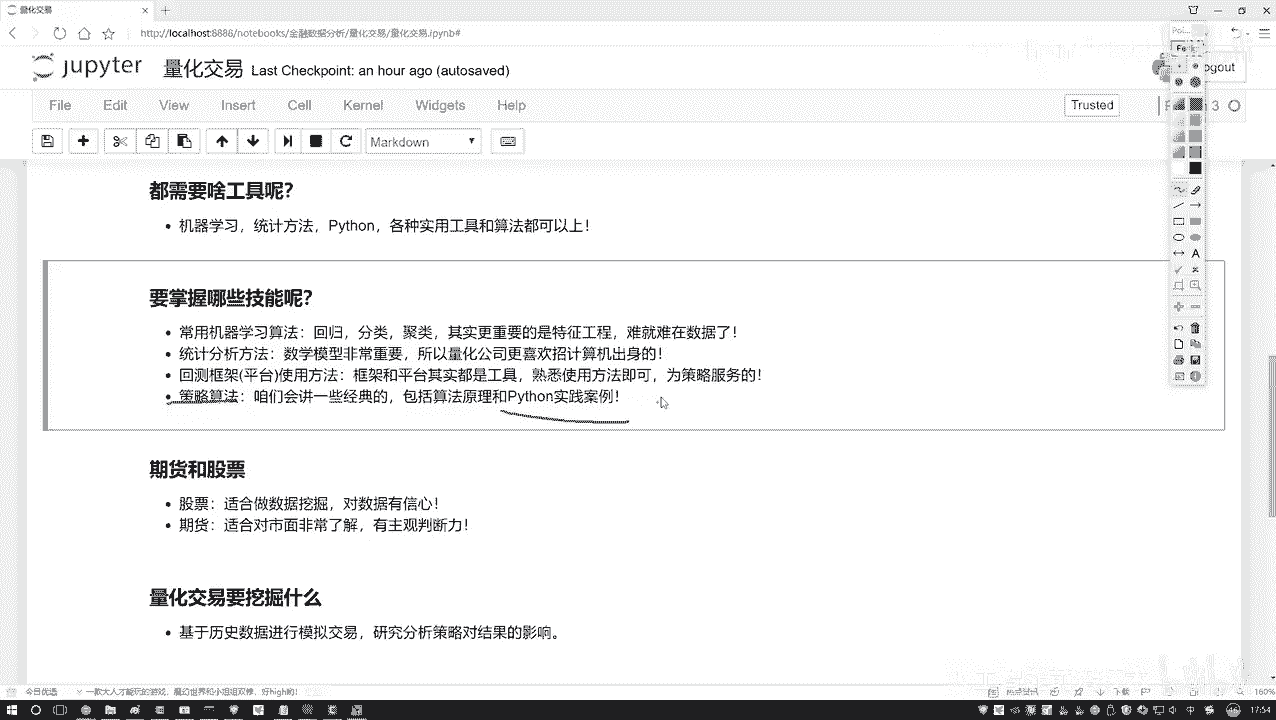 量化交易
http://localhost:8888/notebooks/金融数据分析/量化交易/量化交易.ipynb#
jupyter 量化交易 Last Checkpoint: an hour ago (autosaved)
ogout
File Edit View Insert Cell Kernel Widgets Help
Trusted
3
Markdown
都需要啥工具呢?
机器学习，统计方法，Python，各种实用工具和算法都可以上！
要掌握哪些技能呢?
常用机器学习算法：回归，分类，聚类，其实更重要的是特征工程，难就难在数据了！
统计分析方法：数学模型非常重要，所以量化公司更喜欢招计算机出身的！
回测框架(平台)使用方法：框架和平台其实都是工具，熟悉使用方法即可，为策略服务的！
策略算法：咱们会讲一些经典的，包括算法原理和Python实践案例！
期货和股票
股票：适合做数据挖掘，对数据有信心！
期货：适合对市面非常了解，有主观判断力！
量化交易要挖掘什么
基于历史数据进行模拟交易，研究分析策略对结果的影响。
今日优选
下载
160%
17:54